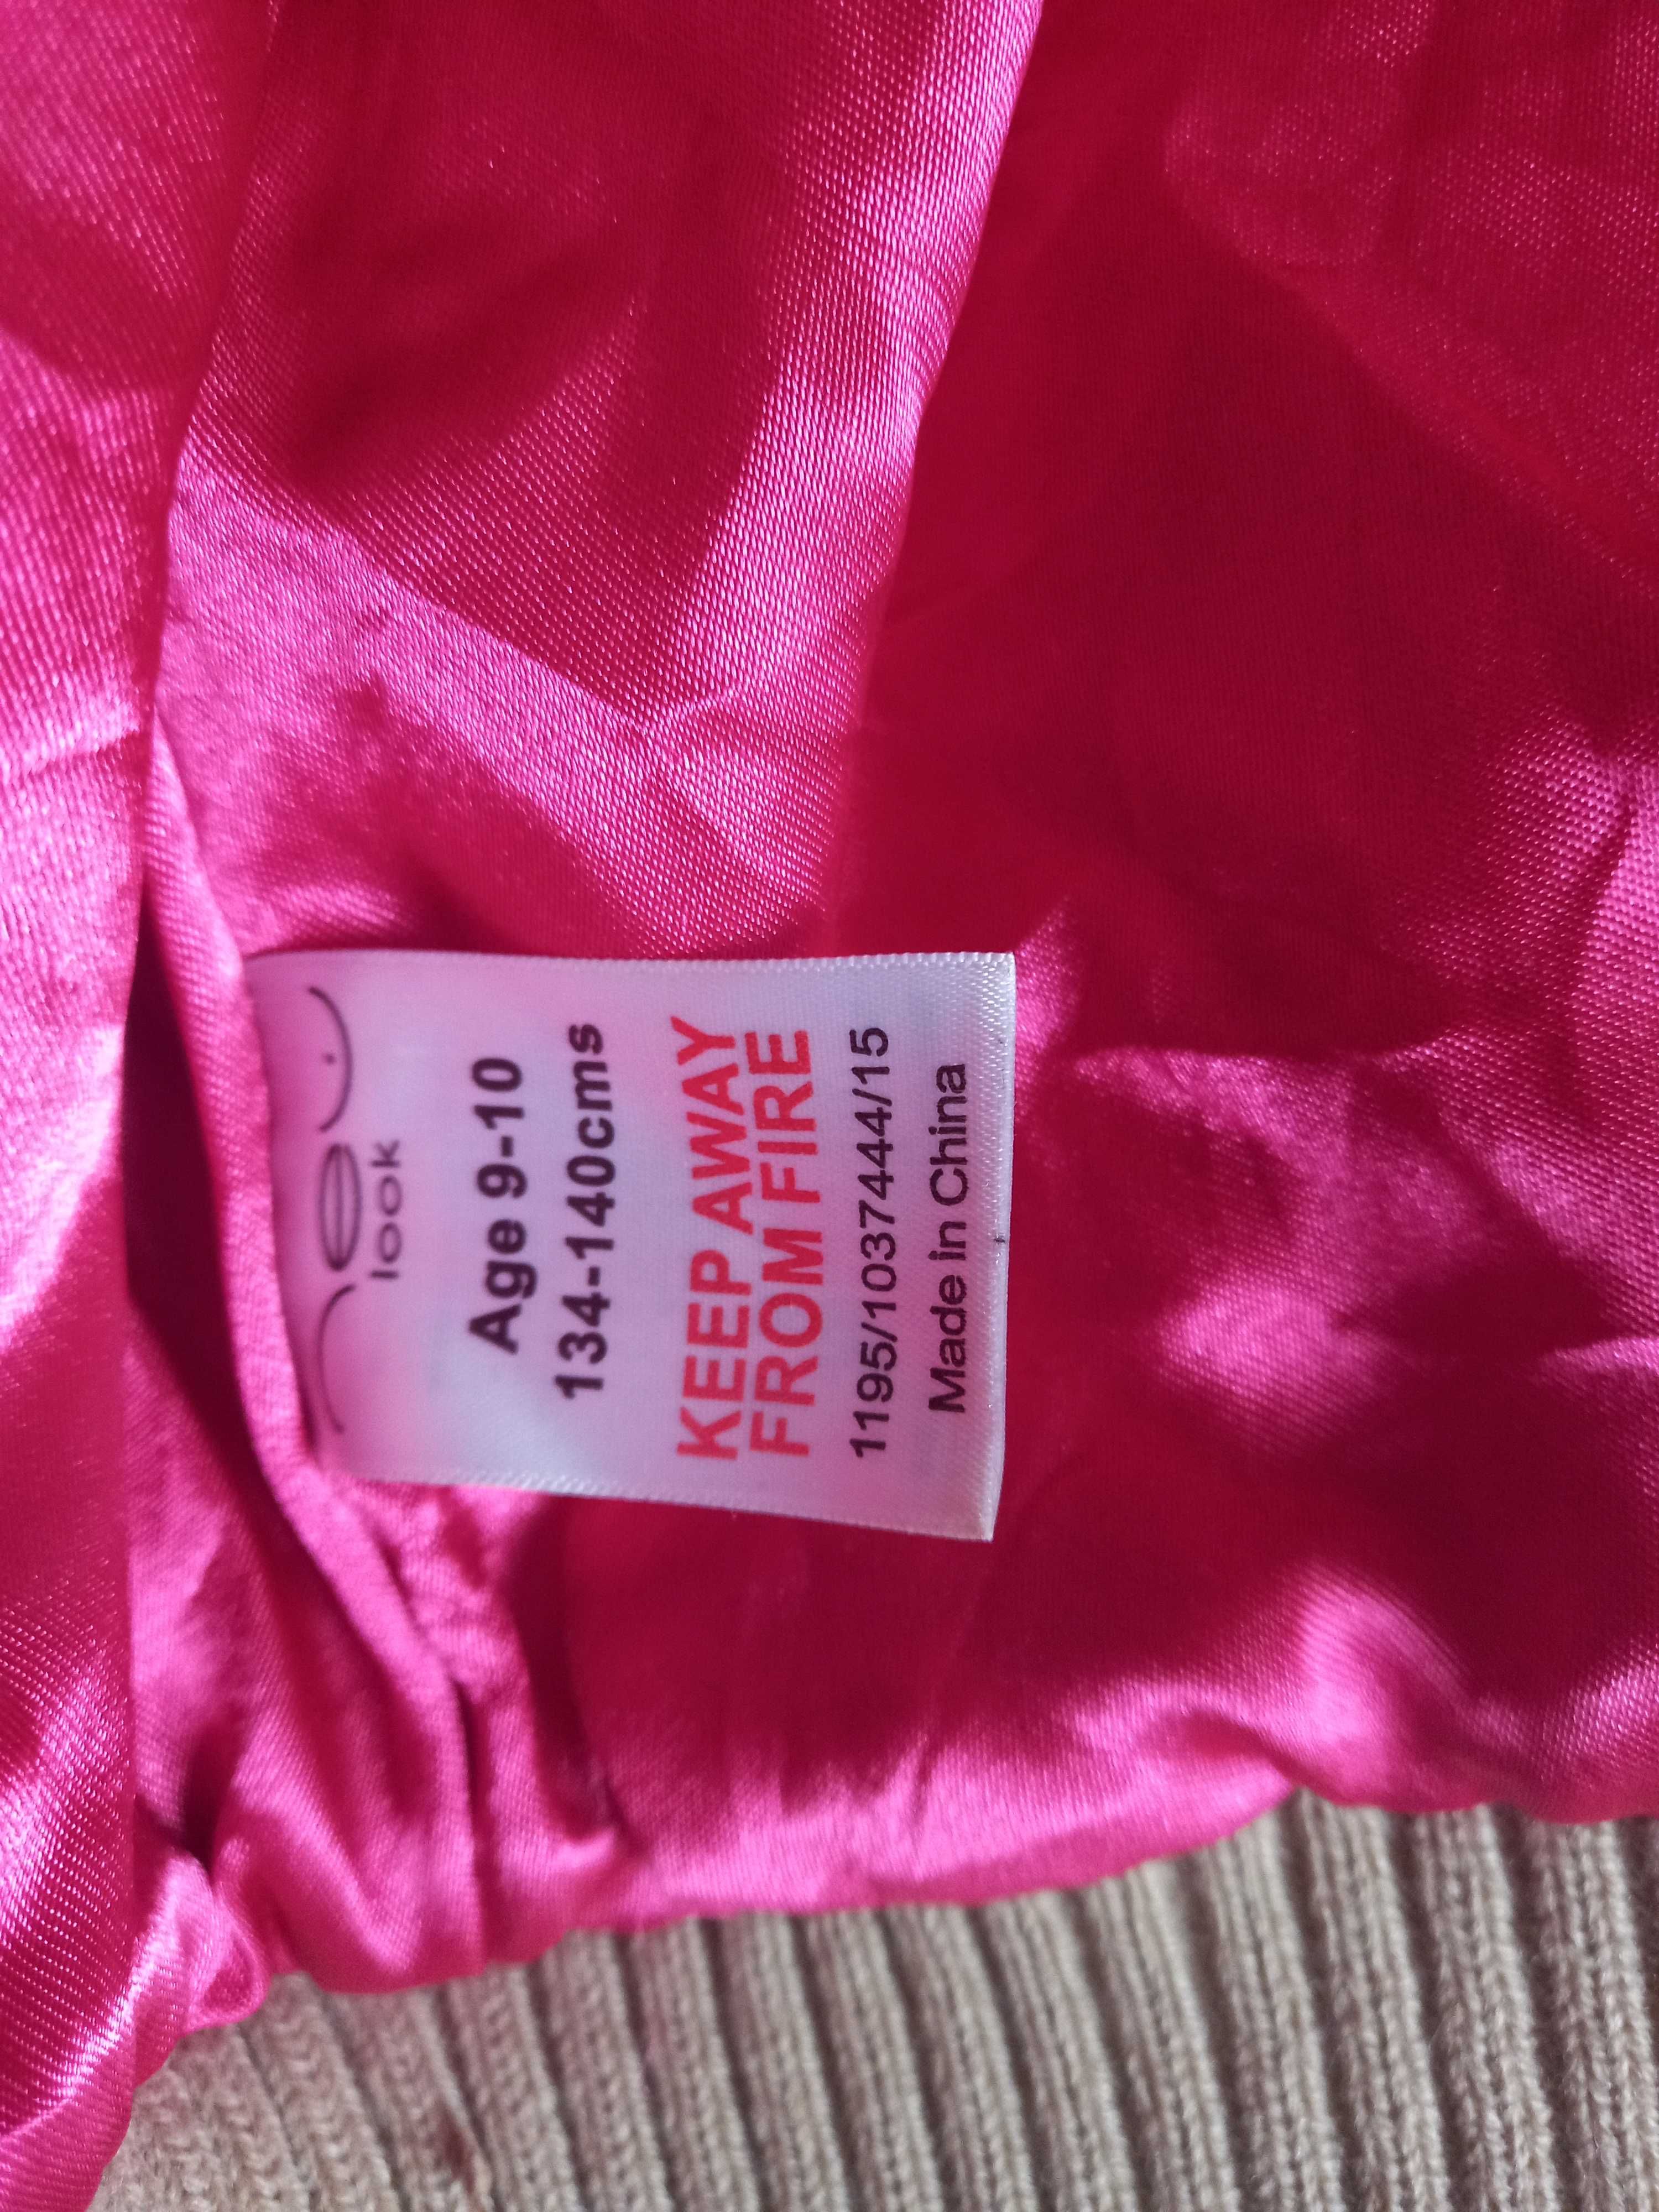 new
look
Age 9-10
134-140cms
KEEP AWAY
FROM FIRE
1195/1037444/15
Made in China